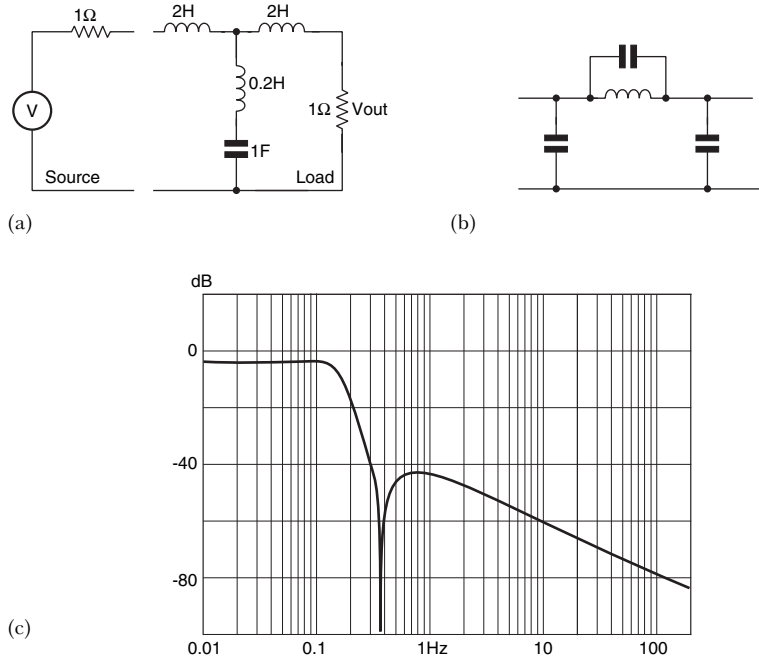 1Ω 2H 2H
0.2H
V 1Ω Vout
1F
Source Load
(a) (b)
dB
0
-40
-80
(c)
0.01 0.1 1Hz 10 100